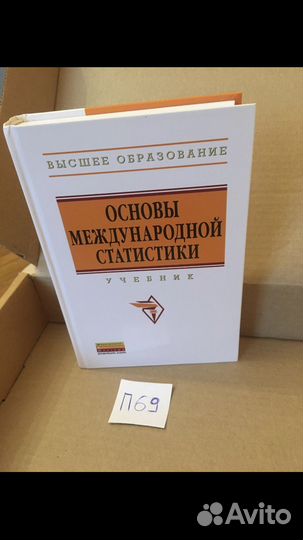 ВЫСШЕЕ ОБРАЗОВАНИЕ
ОСНОВЫ
МЕЖДУНАРОДНОЙ
СТАТИСТИКИ
УЧЕБНИК
П69
Avito